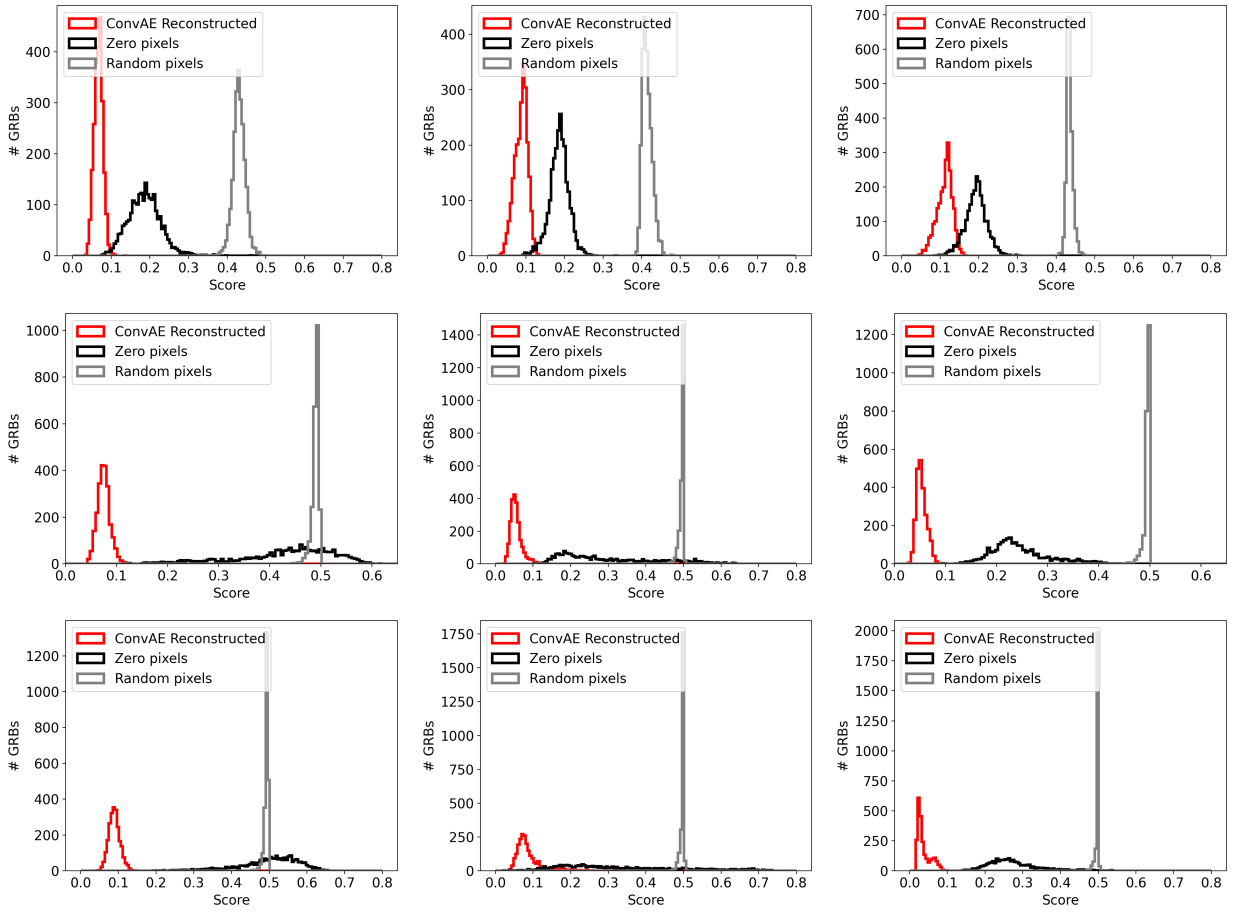 ConvAE Reconstructed
Zero pixels
Random pixels
# GRBs
400
300
200
100
0
0.0 0.1 0.2 0.3 0.4 0.5 0.6 0.7 0.8
Score
ConvAE Reconstructed
Zero pixels
Random pixels
# GRBs
400
300
200
100
0
0.0 0.1 0.2 0.3 0.4 0.5 0.6 0.7 0.8
Score
ConvAE Reconstructed
Zero pixels
Random pixels
# GRBs
700
600
500
400
300
200
100
0
0.0 0.1 0.2 0.3 0.4 0.5 0.6 0.7 0.8
Score
ConvAE Reconstructed
Zero pixels
Random pixels
# GRBs
1000
800
600
400
200
0
0.0 0.1 0.2 0.3 0.4 0.5 0.6
Score
ConvAE Reconstructed
Zero pixels
Random pixels
# GRBs
1400
1200
1000
800
600
400
200
0
0.0 0.1 0.2 0.3 0.4 0.5 0.6 0.7 0.8
Score
ConvAE Reconstructed
Zero pixels
Random pixels
# GRBs
1200
1000
800
600
400
200
0
0.0 0.1 0.2 0.3 0.4 0.5 0.6
Score
ConvAE Reconstructed
Zero pixels
Random pixels
# GRBs
1200
1000
800
600
400
200
0
0.0 0.1 0.2 0.3 0.4 0.5 0.6 0.7 0.8
Score
ConvAE Reconstructed
Zero pixels
Random pixels
# GRBs
1750
1500
1250
1000
750
500
250
0
0.0 0.1 0.2 0.3 0.4 0.5 0.6 0.7 0.8
Score
ConvAE Reconstructed
Zero pixels
Random pixels
# GRBs
2000
1750
1500
1250
1000
750
500
250
0
0.0 0.1 0.2 0.3 0.4 0.5 0.6 0.7 0.8
Score